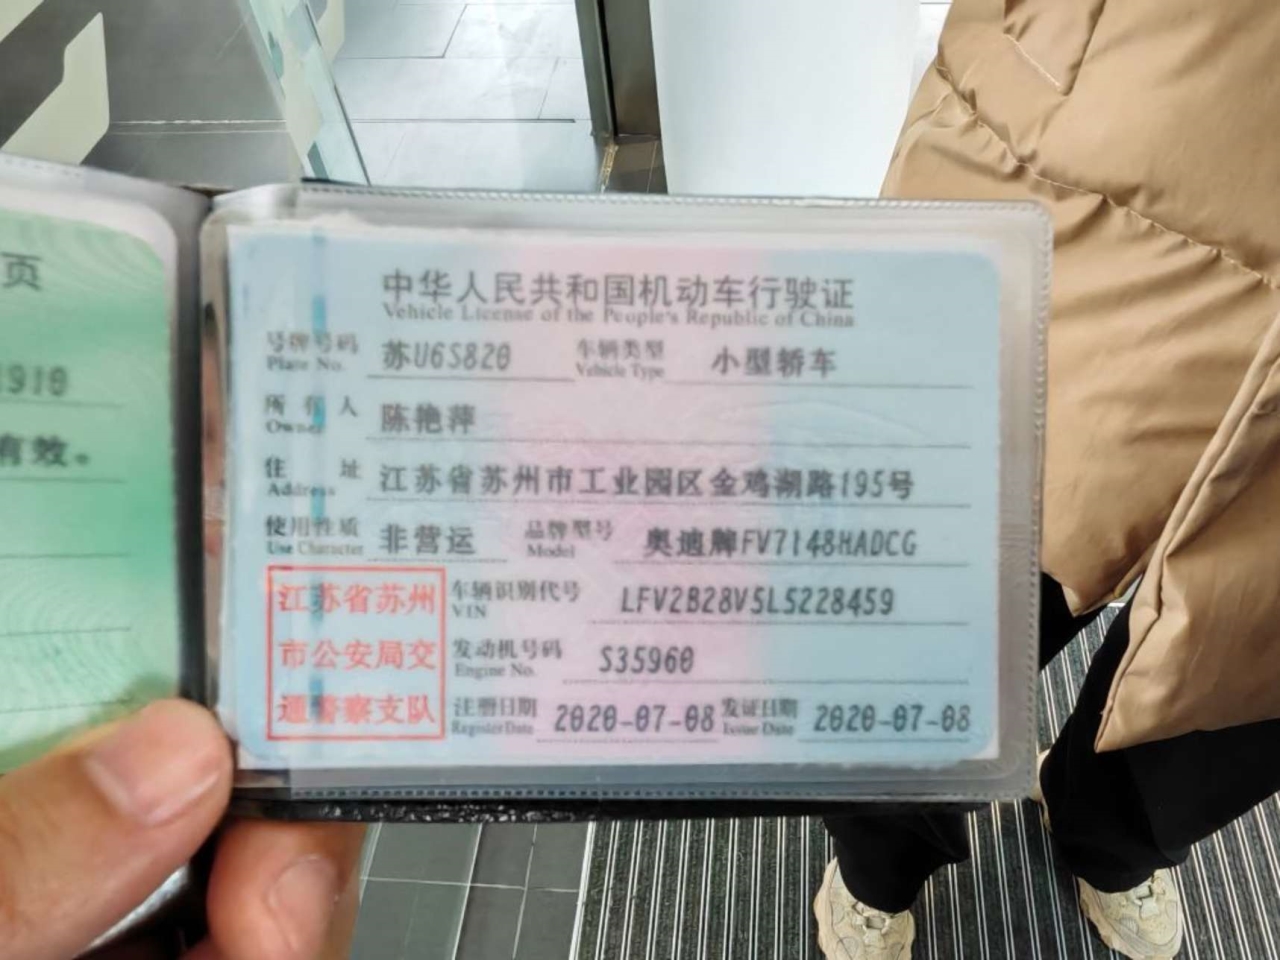 页
1910
有效。
中华人民共和国机动车行驶证
Vehicle License of the People's Republic of China
号牌号码 苏U6S820 车辆类型 小型轿车
Plate No. Vehicle Type
所有人 陈艳萍
Owner
住址 江苏省苏州市工业园区金鸡湖路195号
Address
使用性质 非营运 品牌型号 奥迪牌FV7148HADCG
Use Character Model
江苏省苏州 车辆识别代号 LFV2B28V5L5228459
VIN
市公安局交 发动机号码 S35960
Engine No.
通警察支队 注册日期 2020-07-08 发证日期 2020-07-08
Register Date Issue Date